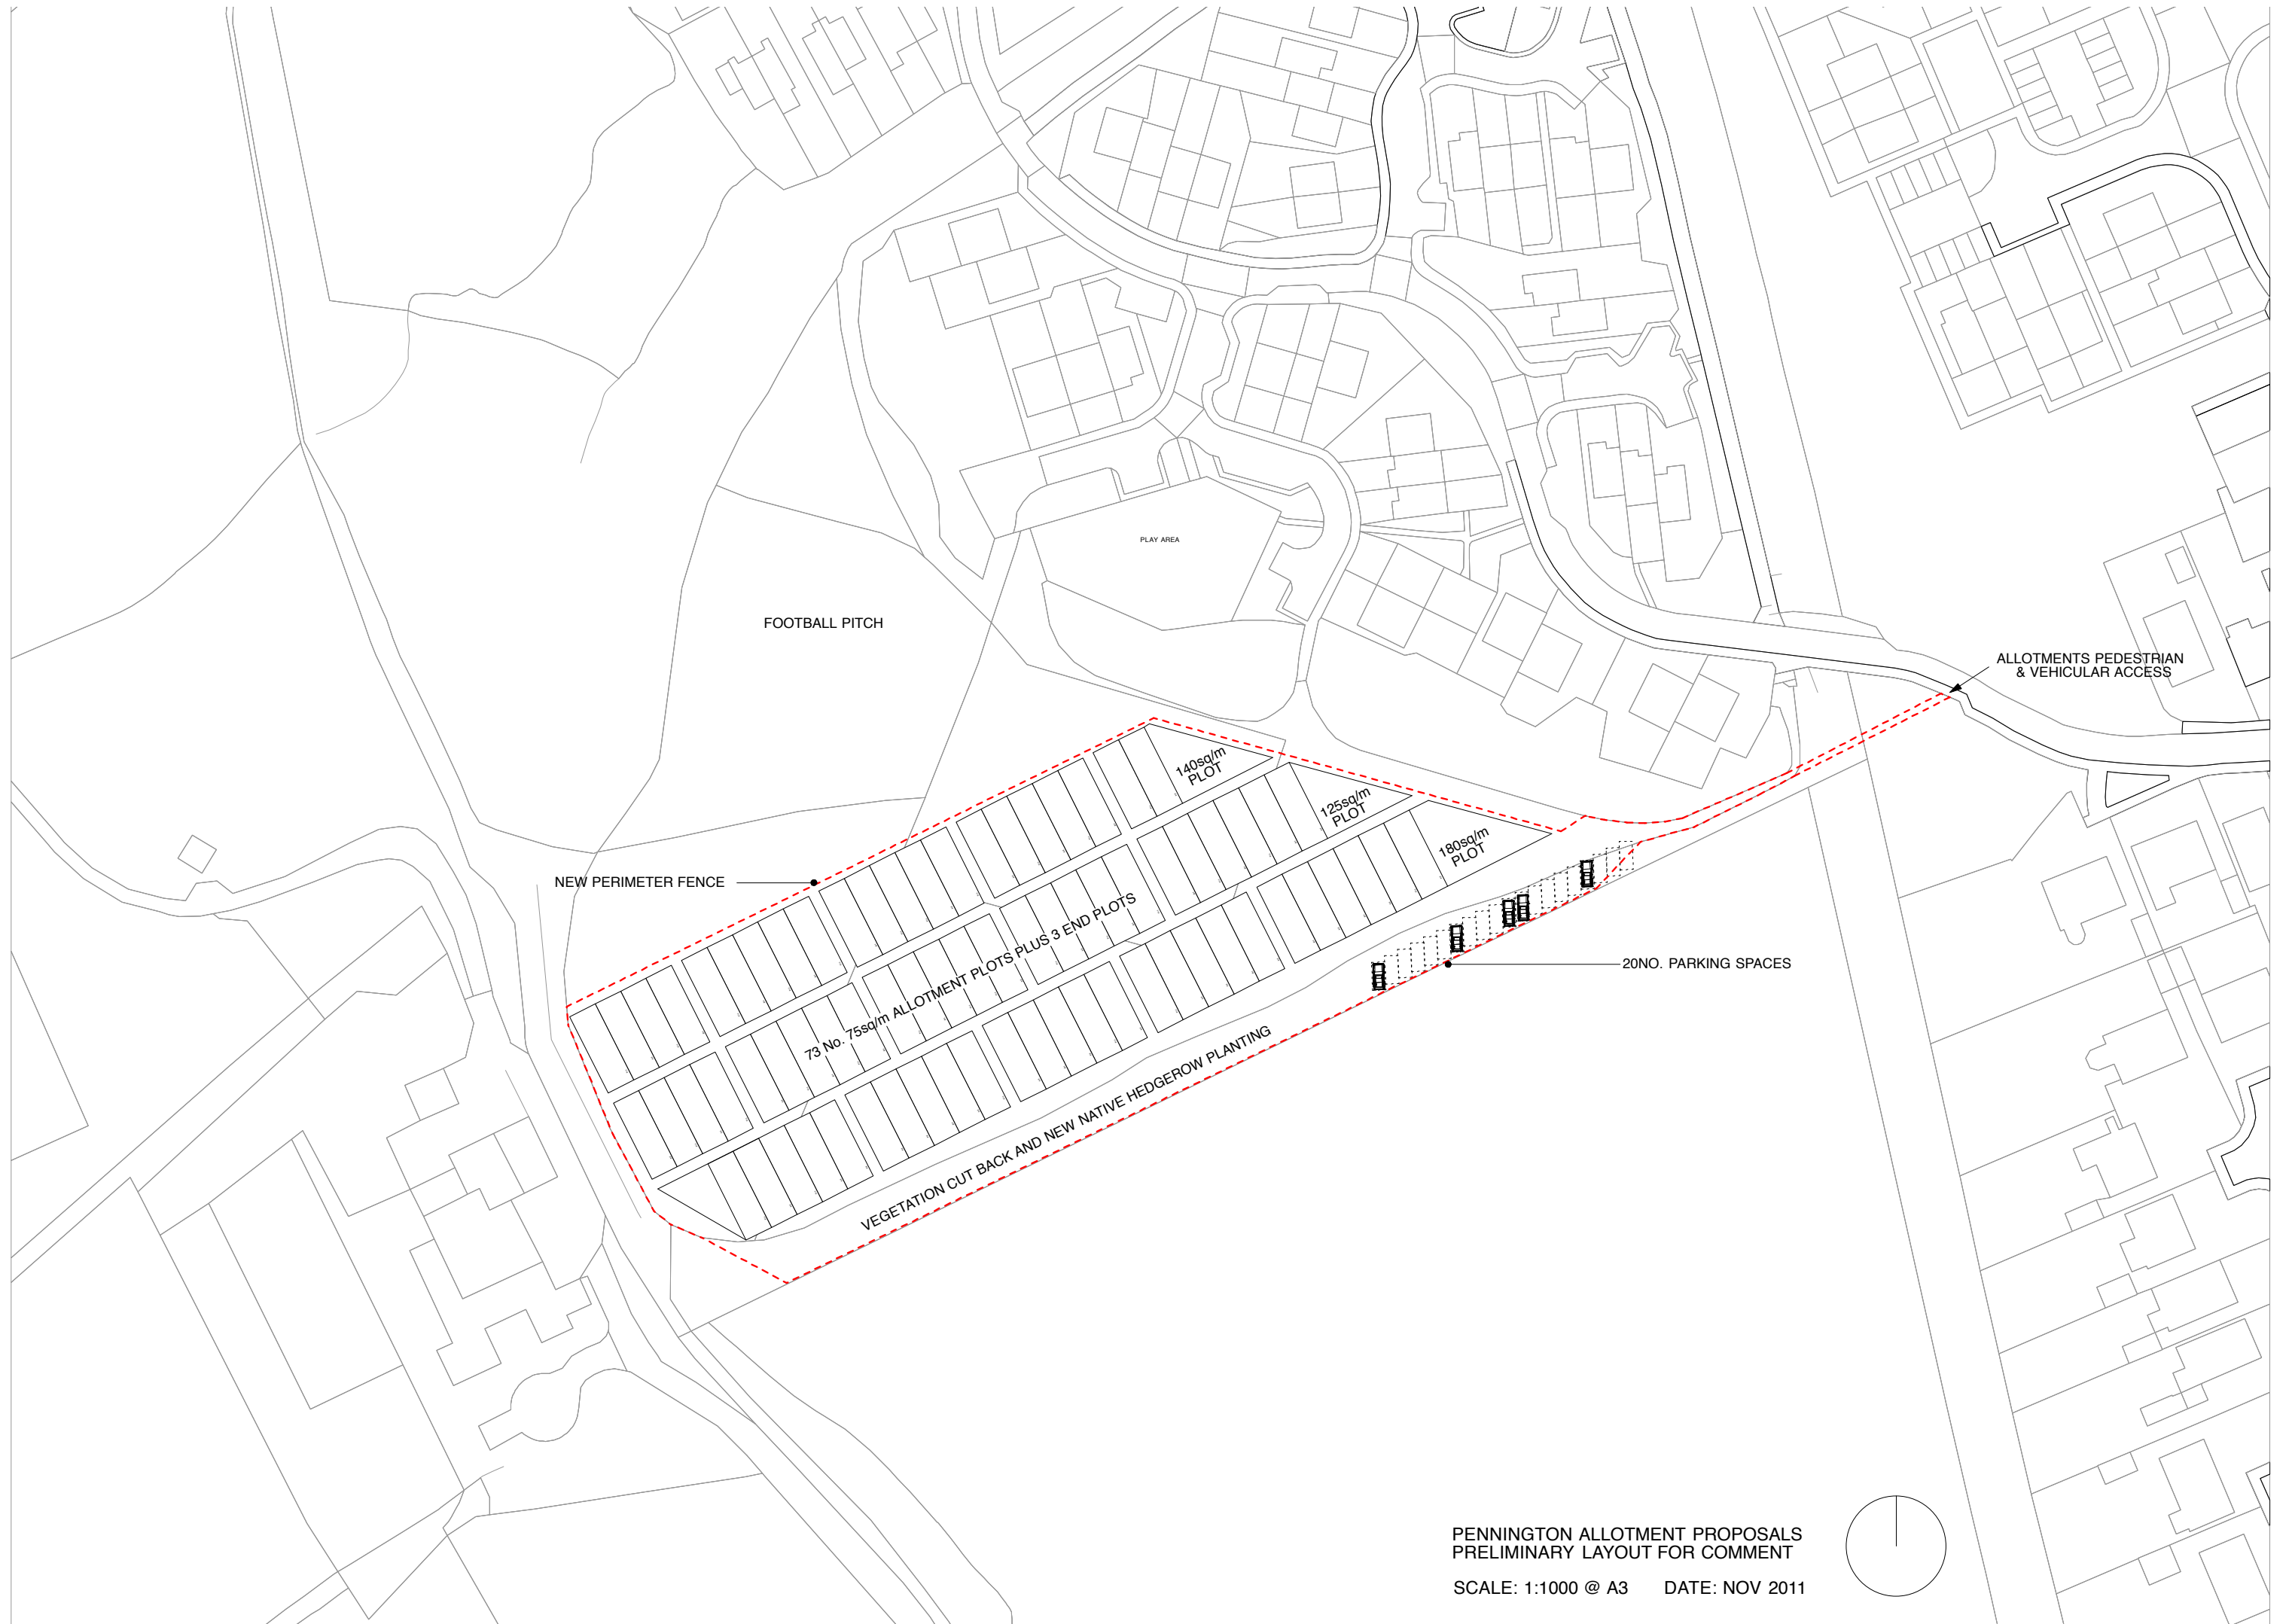 PLAY AREA
FOOTBALL PITCH
ALLOTMENTS PEDESTRIAN
& VEHICULAR ACCESS
140sq/m
PLOT
125sq/m
PLOT
180sq/m
PLOT
NEW PERIMETER FENCE
73 No. 75sq/m ALLOTMENT PLOTS PLUS 3 END PLOTS
20NO. PARKING SPACES
VEGETATION CUT BACK AND NEW NATIVE HEDGEROW PLANTING
PENNINGTON ALLOTMENT PROPOSALS
PRELIMINARY LAYOUT FOR COMMENT
SCALE: 1:1000 @ A3 DATE: NOV 2011